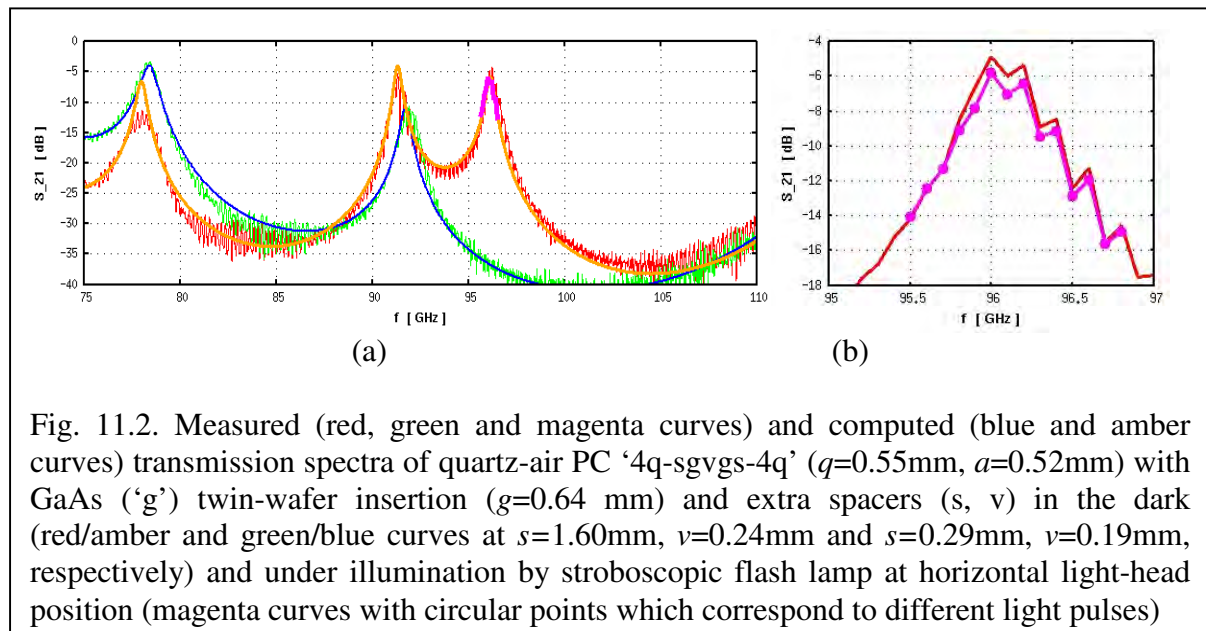 0
-5
-10
-15
-20
-25
-30
-35
-40
S_21 [ dB ]
75 80 85 90 95 100 105 110
f [ GHz ]
(a)
-4
-6
-8
-10
-12
-14
-16
-18
S_21 [ dB ]
95 95.5 96 96.5 97
f [ GHz ]
(b)
Fig. 11.2. Measured (red, green and magenta curves) and computed (blue and amber
curves) transmission spectra of quartz-air PC ‘4q-sgvgs-4q’ (q=0.55mm, a=0.52mm) with
GaAs (‘g’) twin-wafer insertion (g=0.64 mm) and extra spacers (s, v) in the dark
(red/amber and green/blue curves at s=1.60mm, v=0.24mm and s=0.29mm, v=0.19mm,
respectively) and under illumination by stroboscopic flash lamp at horizontal light-head
position (magenta curves with circular points which correspond to different light pulses)